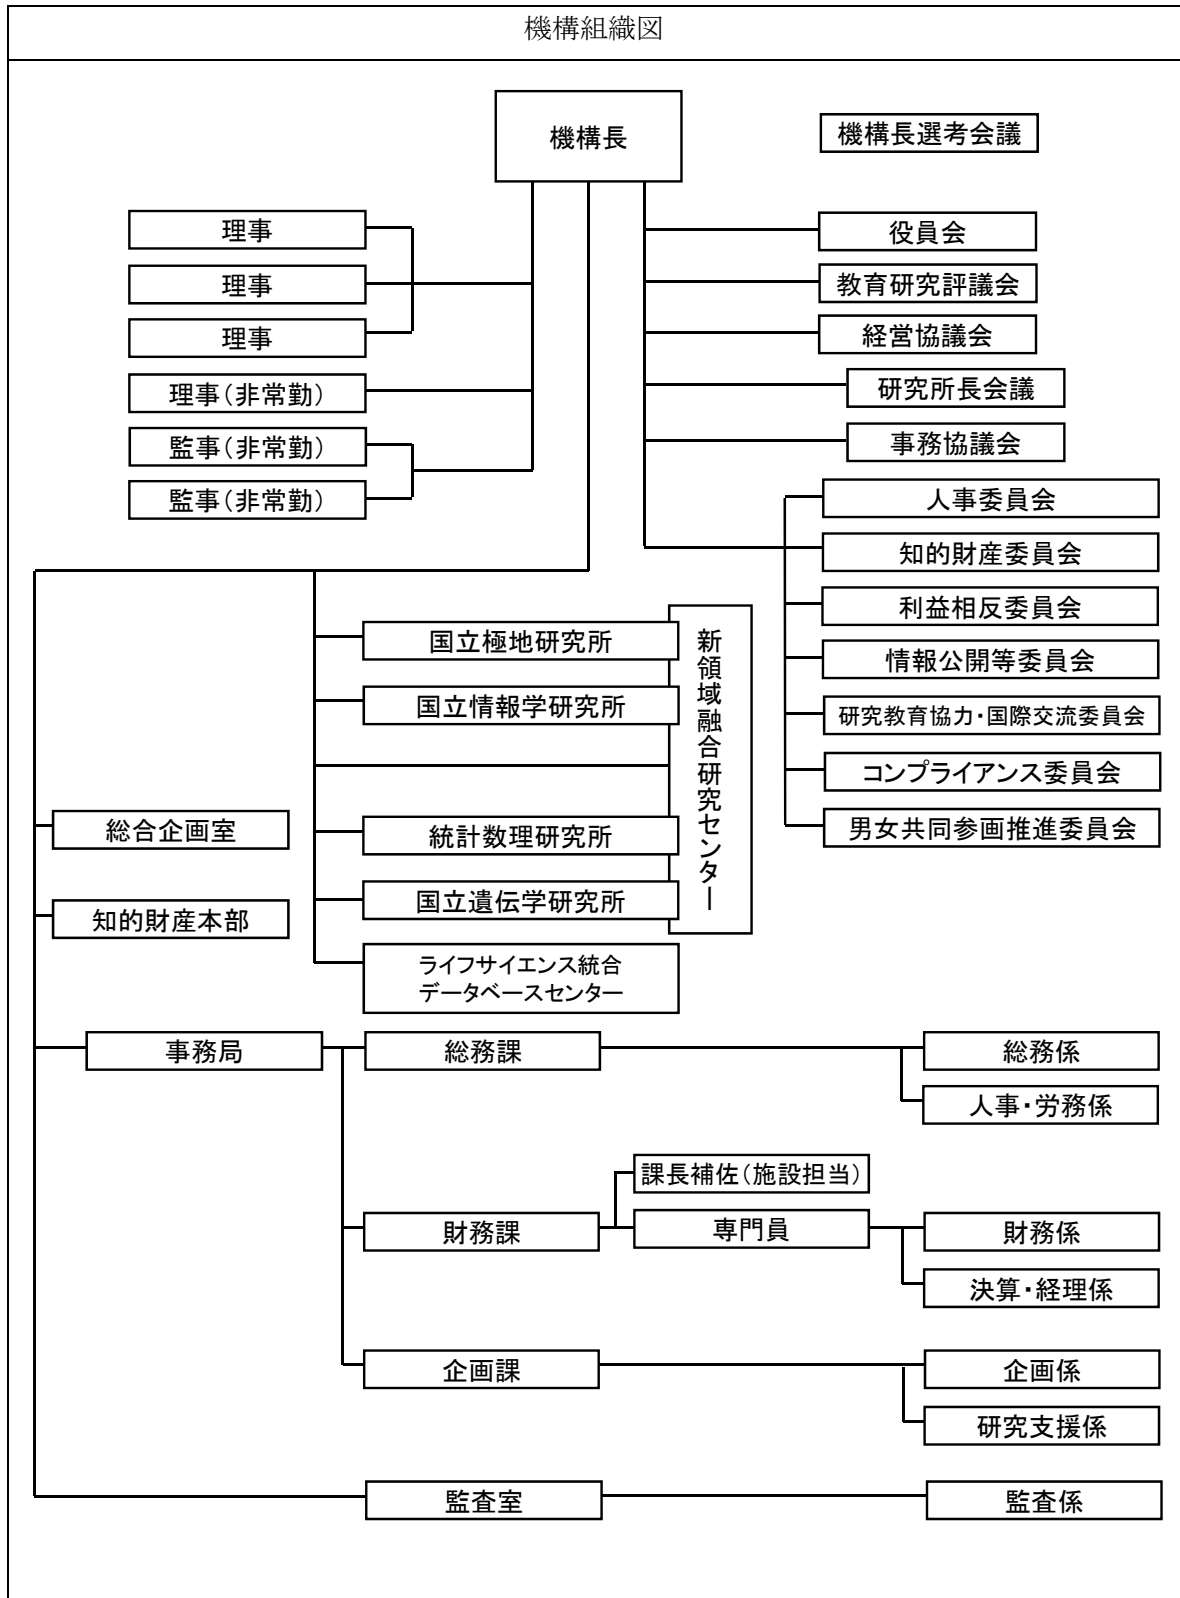 機構組織図
機構長
機構長選考会議
理事
理事
理事
理事(非常勤)
監事(非常勤)
監事(非常勤)
役員会
教育研究評議会
経営協議会
研究所長会議
事務協議会
人事委員会
知的財産委員会
利益相反委員会
情報公開等委員会
研究教育協力・国際交流委員会
コンプライアンス委員会
男女共同参画推進委員会
国立極地研究所
国立情報学研究所
新領域融合研究センター
統計数理研究所
国立遺伝学研究所
ライフサイエンス統合
データベースセンター
総合企画室
知的財産本部
事務局
総務課
総務係
人事・労務係
課長補佐(施設担当)
財務課
専門員
財務係
決算・経理係
企画課
企画係
研究支援係
監査室
監査係